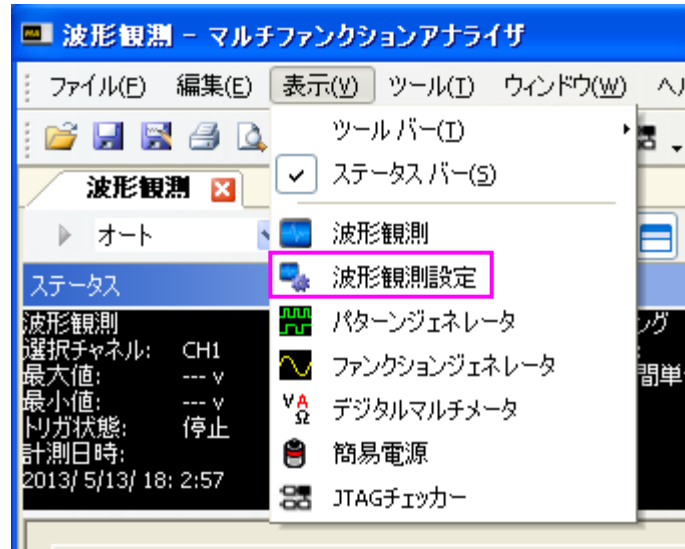 波形観測 - マルチファンクションアナライザ
ファイル(F) 編集(E) 表示(V) ツール(T) ウィンドウ(W)
ツール バー(T)
ステータス バー(S)
波形観測
オート
波形観測
波形観測設定
パターンジェネレータ
ファンクションジェネレータ
デジタルマルチメータ
簡易電源
JTAGチェッカー
ステータス
波形観測
選択チャネル: CH1
最大値: --- v
最小値: --- v
トリガ状態: 停止
計測日時:
2013/ 5/13/ 18: 2:57